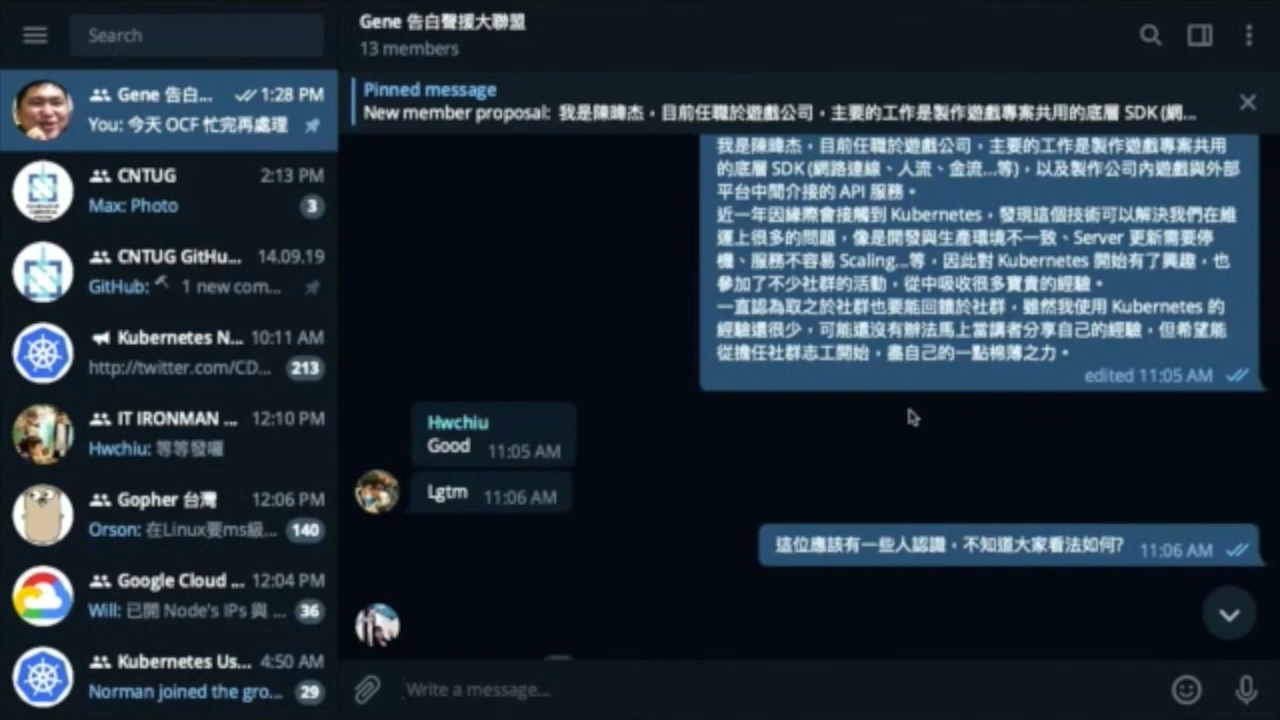 Search
Gene 告白... 1:28 PM
You: 今天 OCF 忙完再處理
CNTUG 2:13 PM
Max: Photo 3
CNTUG GitHu... 14.09.19
GitHub: 1 new com...
Kubernetes N... 10:11 AM
http://twitter.com/CD... 213
IT IRONMAN ... 12:10 PM
Hwchiu: 等等發囉
Gopher 台灣 12:06 PM
Orson: 在Linux要ms級... 140
Google Cloud ... 12:04 PM
Will: 已開 Node's IPs 與 ... 36
Kubernetes Us... 4:50 AM
Norman joined the gro... 29
Gene 告白聲援大聯盟
13 members
Pinned message
New member proposal: 我是陳暐杰，目前任職於遊戲公司，主要的工作是製作遊戲專案共用的底層 SDK (網...
我是陳暐杰，目前任職於遊戲公司，主要的工作是製作遊戲專案共用
的底層 SDK (網路連線、人流、金流...等)，以及製作公司內遊戲與外部
平台中間介接的 API 服務。
近一年因緣際會接觸到 Kubernetes，發現這個技術可以解決我們在維
運上很多的問題，像是開發與生產環境不一致、Server 更新需要停
機、服務不容易 Scaling...等，因此對 Kubernetes 開始有了興趣，也
參加了不少社群的活動，從中吸收很多寶貴的經驗。
一直認為取之於社群也要能回饋於社群，雖然我使用 Kubernetes 的
經驗還很少，可能還沒有辦法馬上當講者分享自己的經驗，但希望能
從擔任社群志工開始，盡自己的一點棉薄之力。
edited 11:05 AM
Hwchiu
Good 11:05 AM
Lgtm 11:06 AM
這位應該有一些人認識，不知道大家看法如何? 11:06 AM
Write a message...